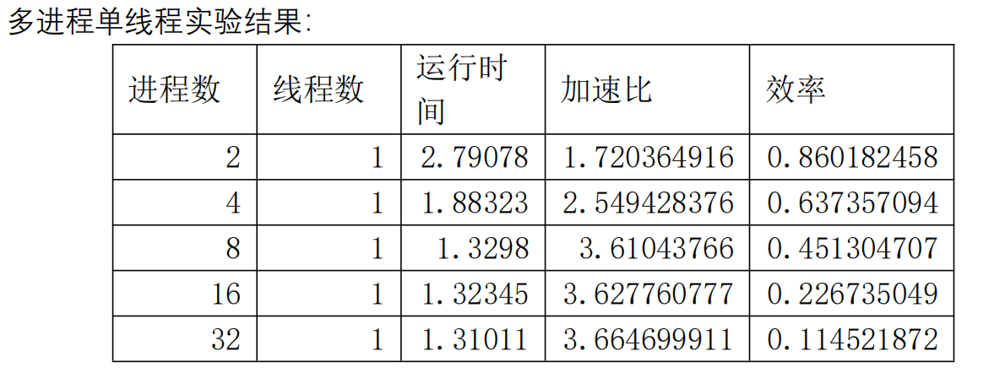 多进程单线程实验结果：
进程数 线程数 运行时间 加速比 效率
2 1 2.79078 1.720364916 0.860182458
4 1 1.88323 2.549428376 0.637357094
8 1 1.3298 3.61043766 0.451304707
16 1 1.32345 3.627760777 0.226735049
32 1 1.31011 3.664699911 0.114521872